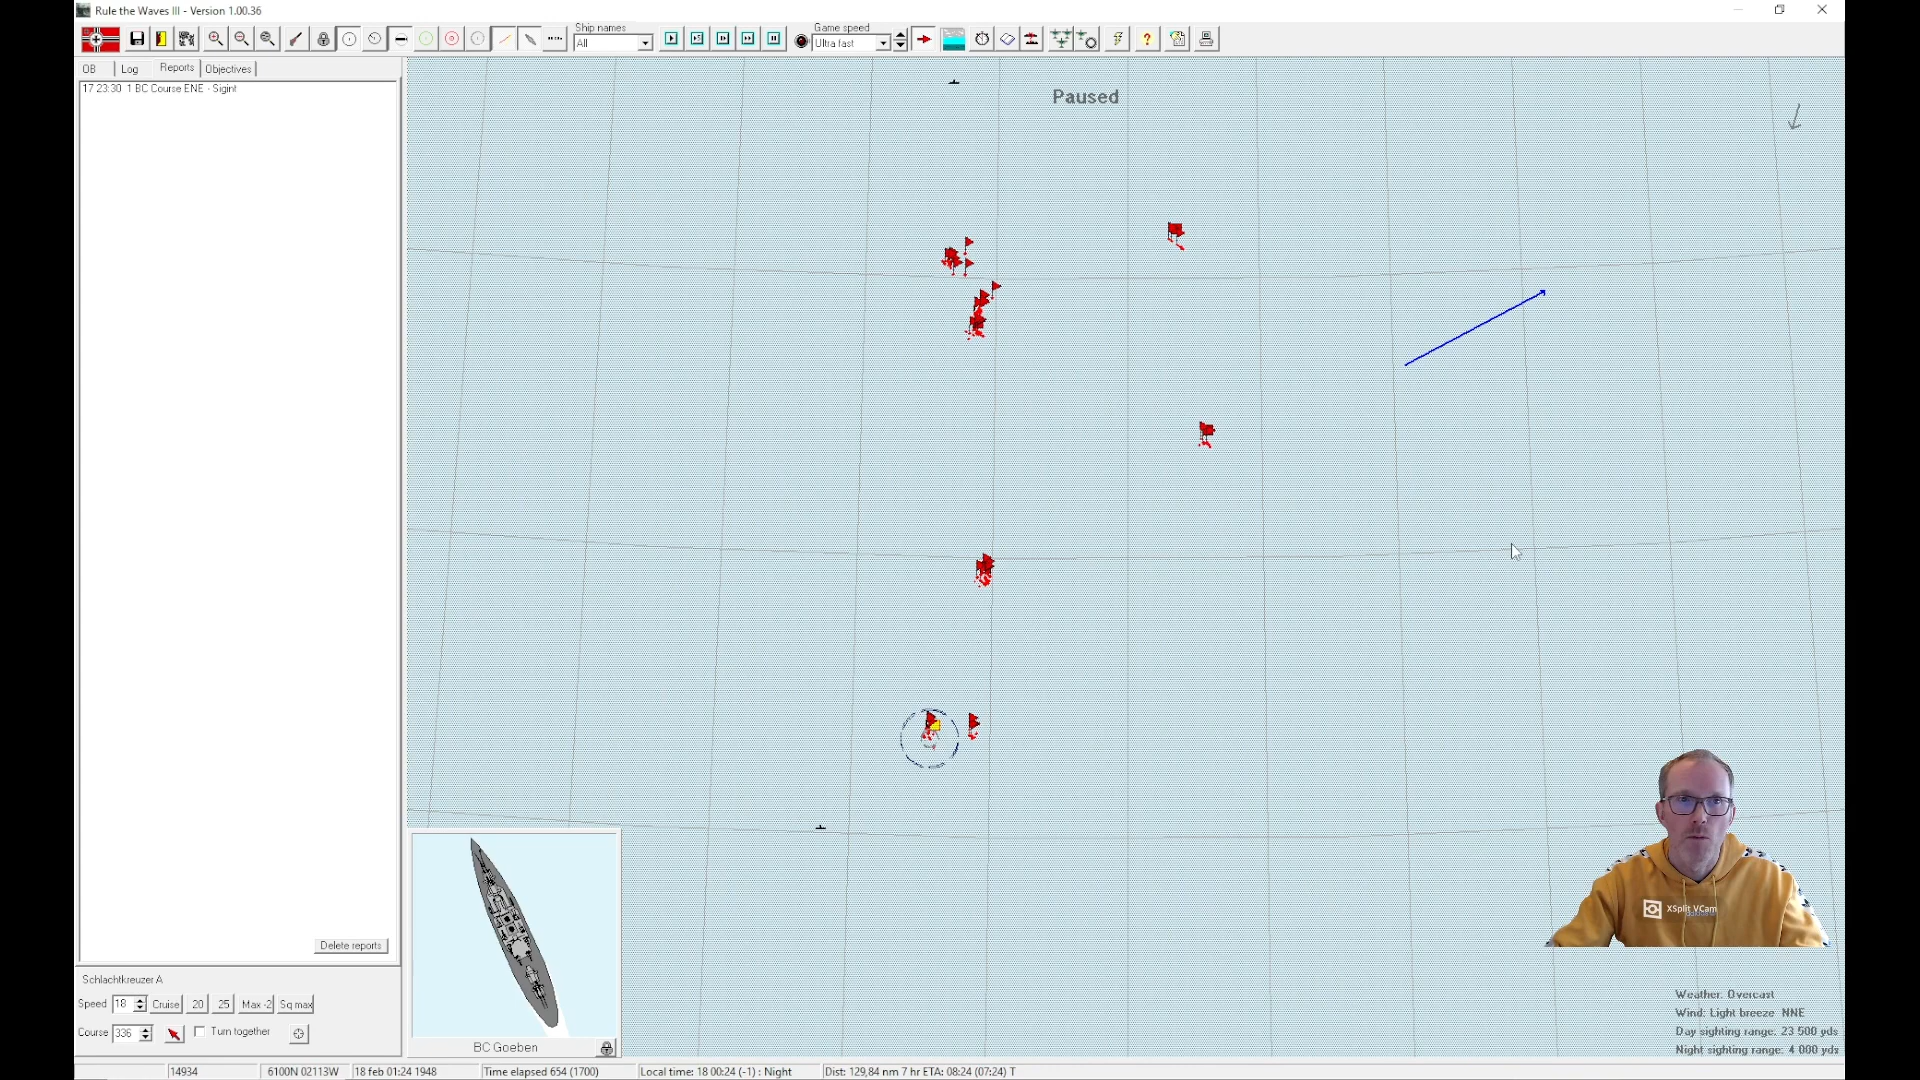 Rule the Waves III - Version 1.00.36
Ship names
All
Game speed
Ultra fast
OB
Log
Reports
Objectives
17 23:30 1 BC Course ENE - Sigint
Paused
Delete reports
Schlachtkreuzer A
Speed 18 Cruise 20 25 Max -2 Sq max
Course 336 Turn together
BC Goeben
XSplit VCam
Weather: Overcast
Wind: Light breeze NNE
Day sighting range: 23 500 yds
Night sighting range: 4 000 yds
14934
6100N 02113W
18 feb 01:24 1948
Time elapsed 654 (1700)
Local time: 18 00:24 (-1) : Night
Dist: 129,84 nm 7 hr ETA: 08:24 (07:24) T